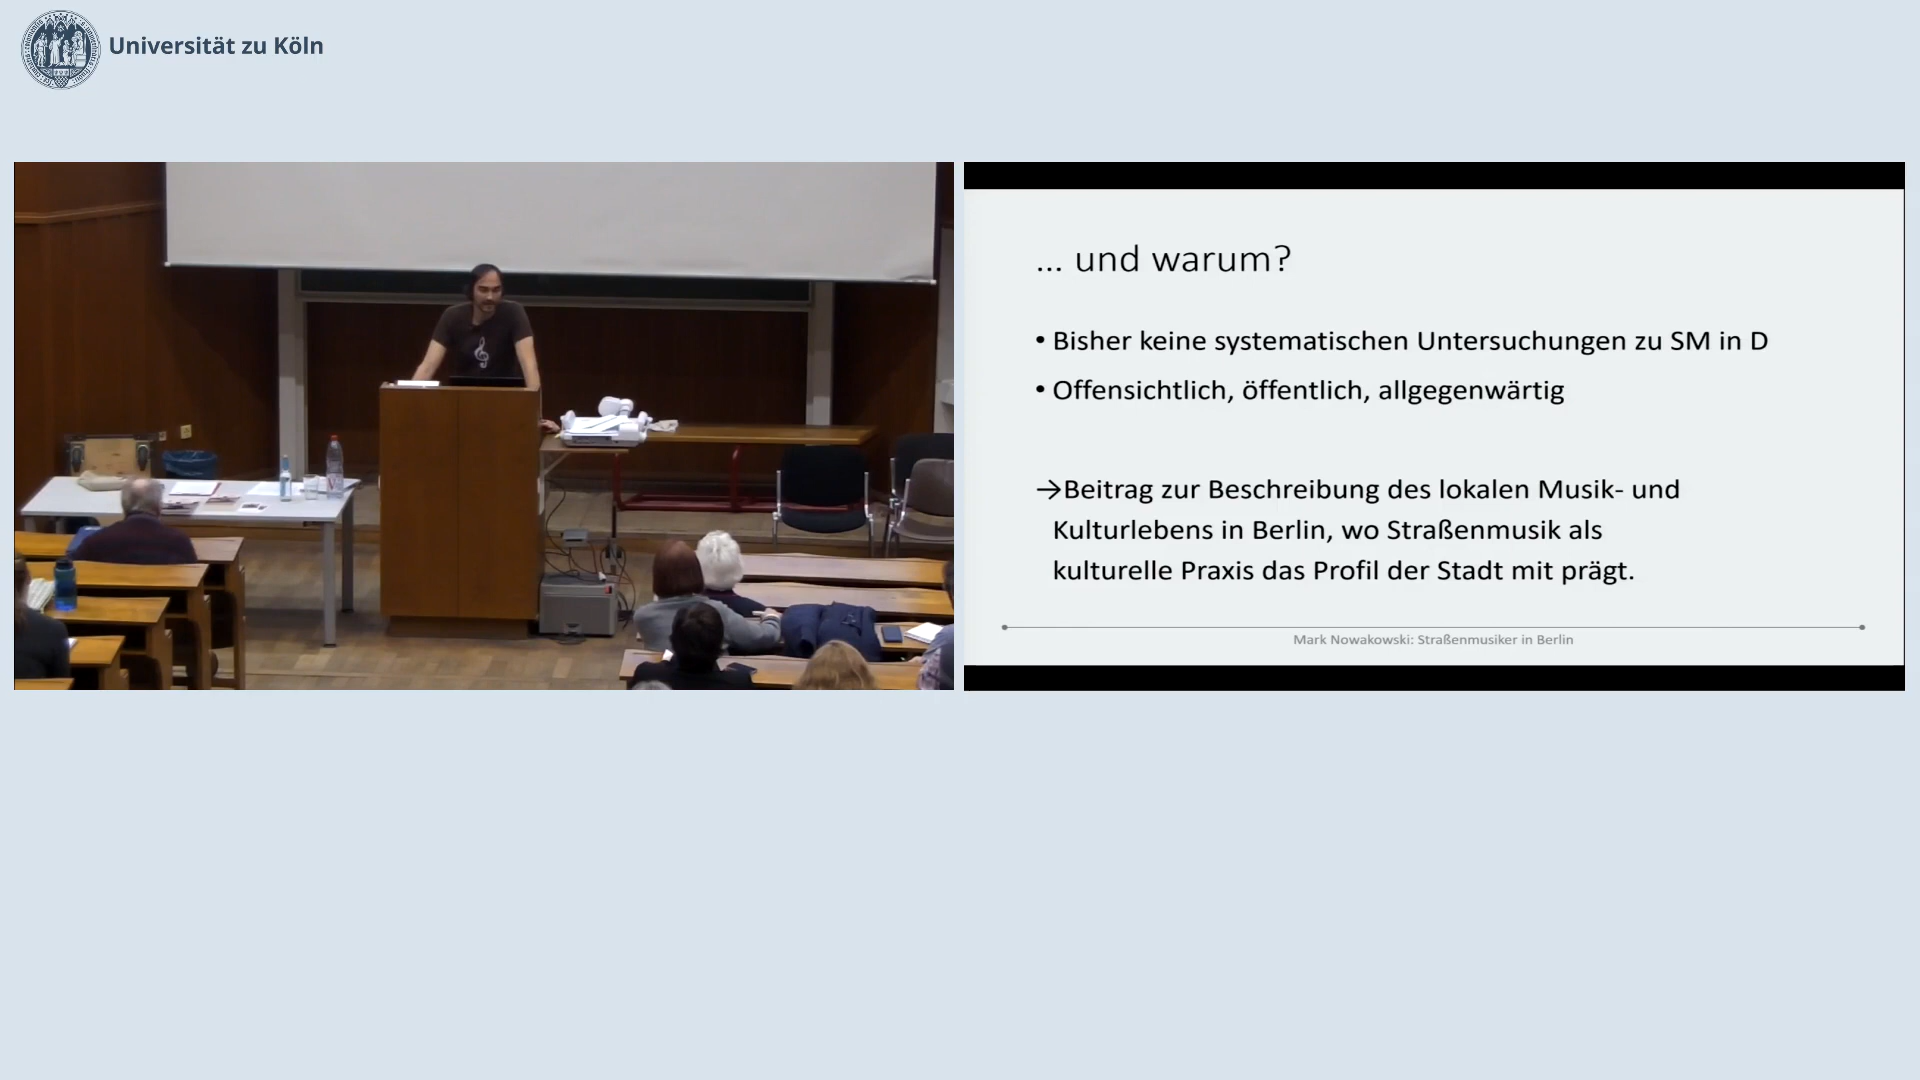 Universität zu Köln
... und warum?
• Bisher keine systematischen Untersuchungen zu SM in D
• Offensichtlich, öffentlich, allgegenwärtig
→Beitrag zur Beschreibung des lokalen Musik- und
Kulturlebens in Berlin, wo Straßenmusik als
kulturelle Praxis das Profil der Stadt mit prägt.
Mark Nowakowski: Straßenmusiker in Berlin